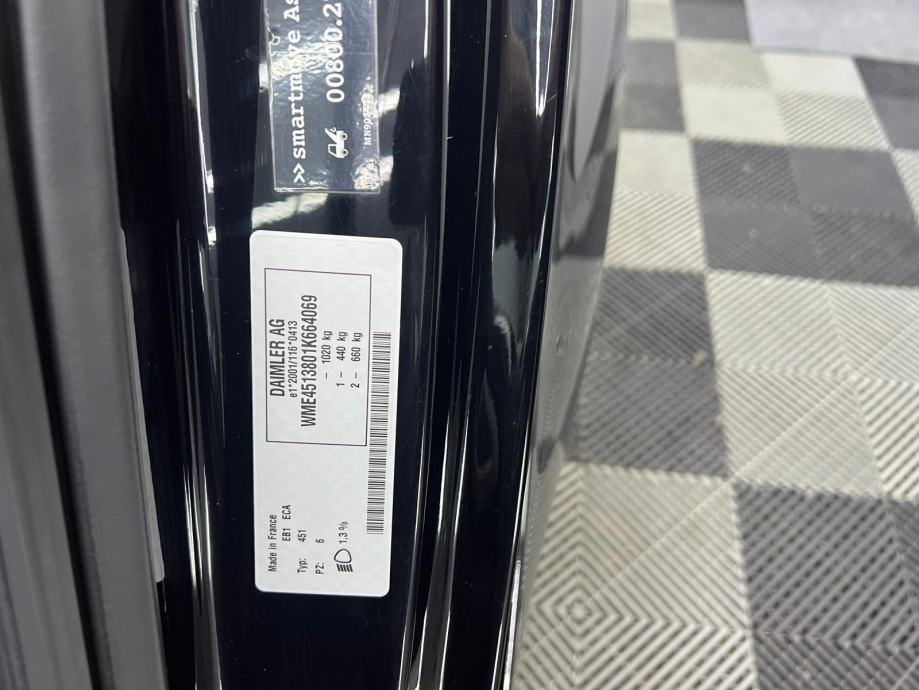 >> smartmove As
00800.2
DAIMLER AG
e1*2001/116*0413
WME4513801K664069
– 1020 kg
1 – 440 kg
2 – 660 kg
Made in France
EB1 ECA
Typ: 451
PZ: 6
1,3 %